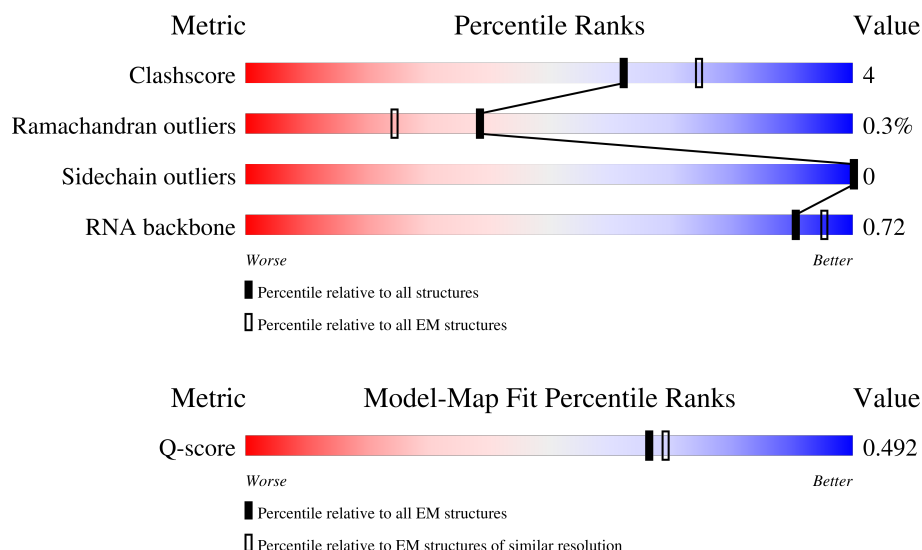 Metric Percentile Ranks Value
Clashscore 4
Ramachandran outliers 0.3%
Sidechain outliers 0
RNA backbone 0.72
Worse Better
Percentile relative to all structures
Percentile relative to all EM structures
Metric Model-Map Fit Percentile Ranks Value
Q-score 0.492
Worse Better
Percentile relative to all EM structures
Percentile relative to EM structures of similar resolution